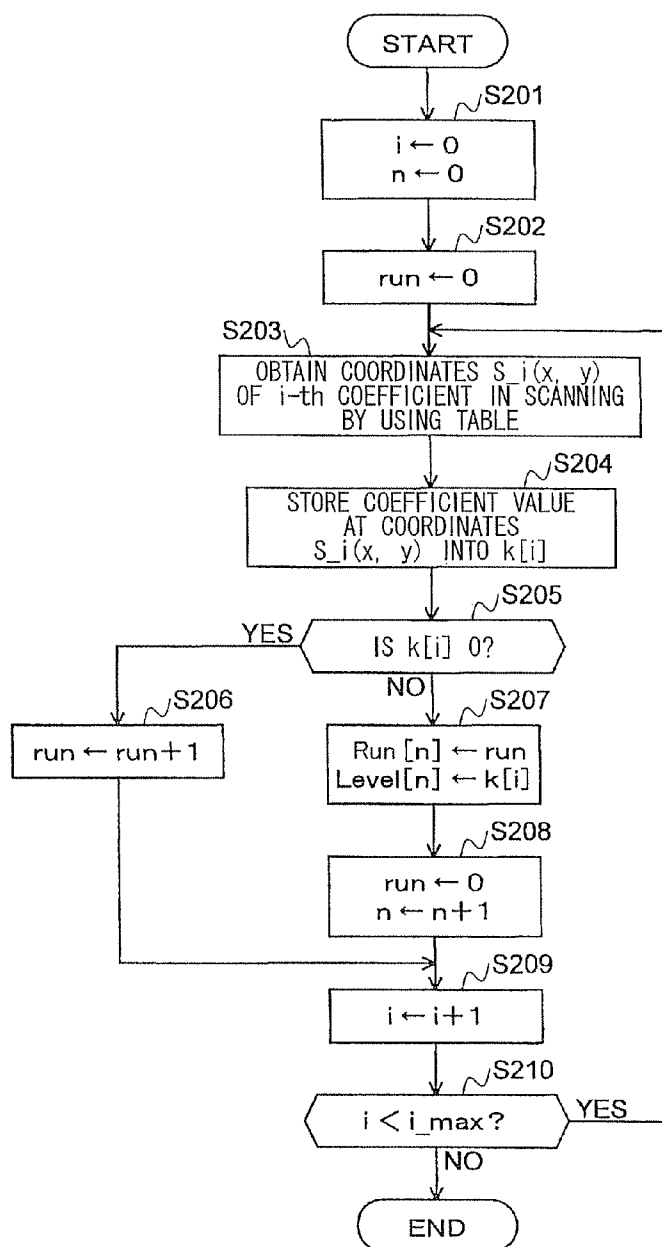 START
S201
i ← 0
n ← 0
S202
run ← 0
S203
OBTAIN COORDINATES S_i(x, y)
OF i-th COEFFICIENT IN SCANNING
BY USING TABLE
S204
STORE COEFFICIENT VALUE
AT COORDINATES
S_i(x, y) INTO k[i]
S205
YES
IS k[i] 0?
NO
S206
run ← run+1
S207
Run[n] ← run
Level[n] ← k[i]
S208
run ← 0
n ← n+1
S209
i ← i+1
S210
i < i_max?
YES
NO
END